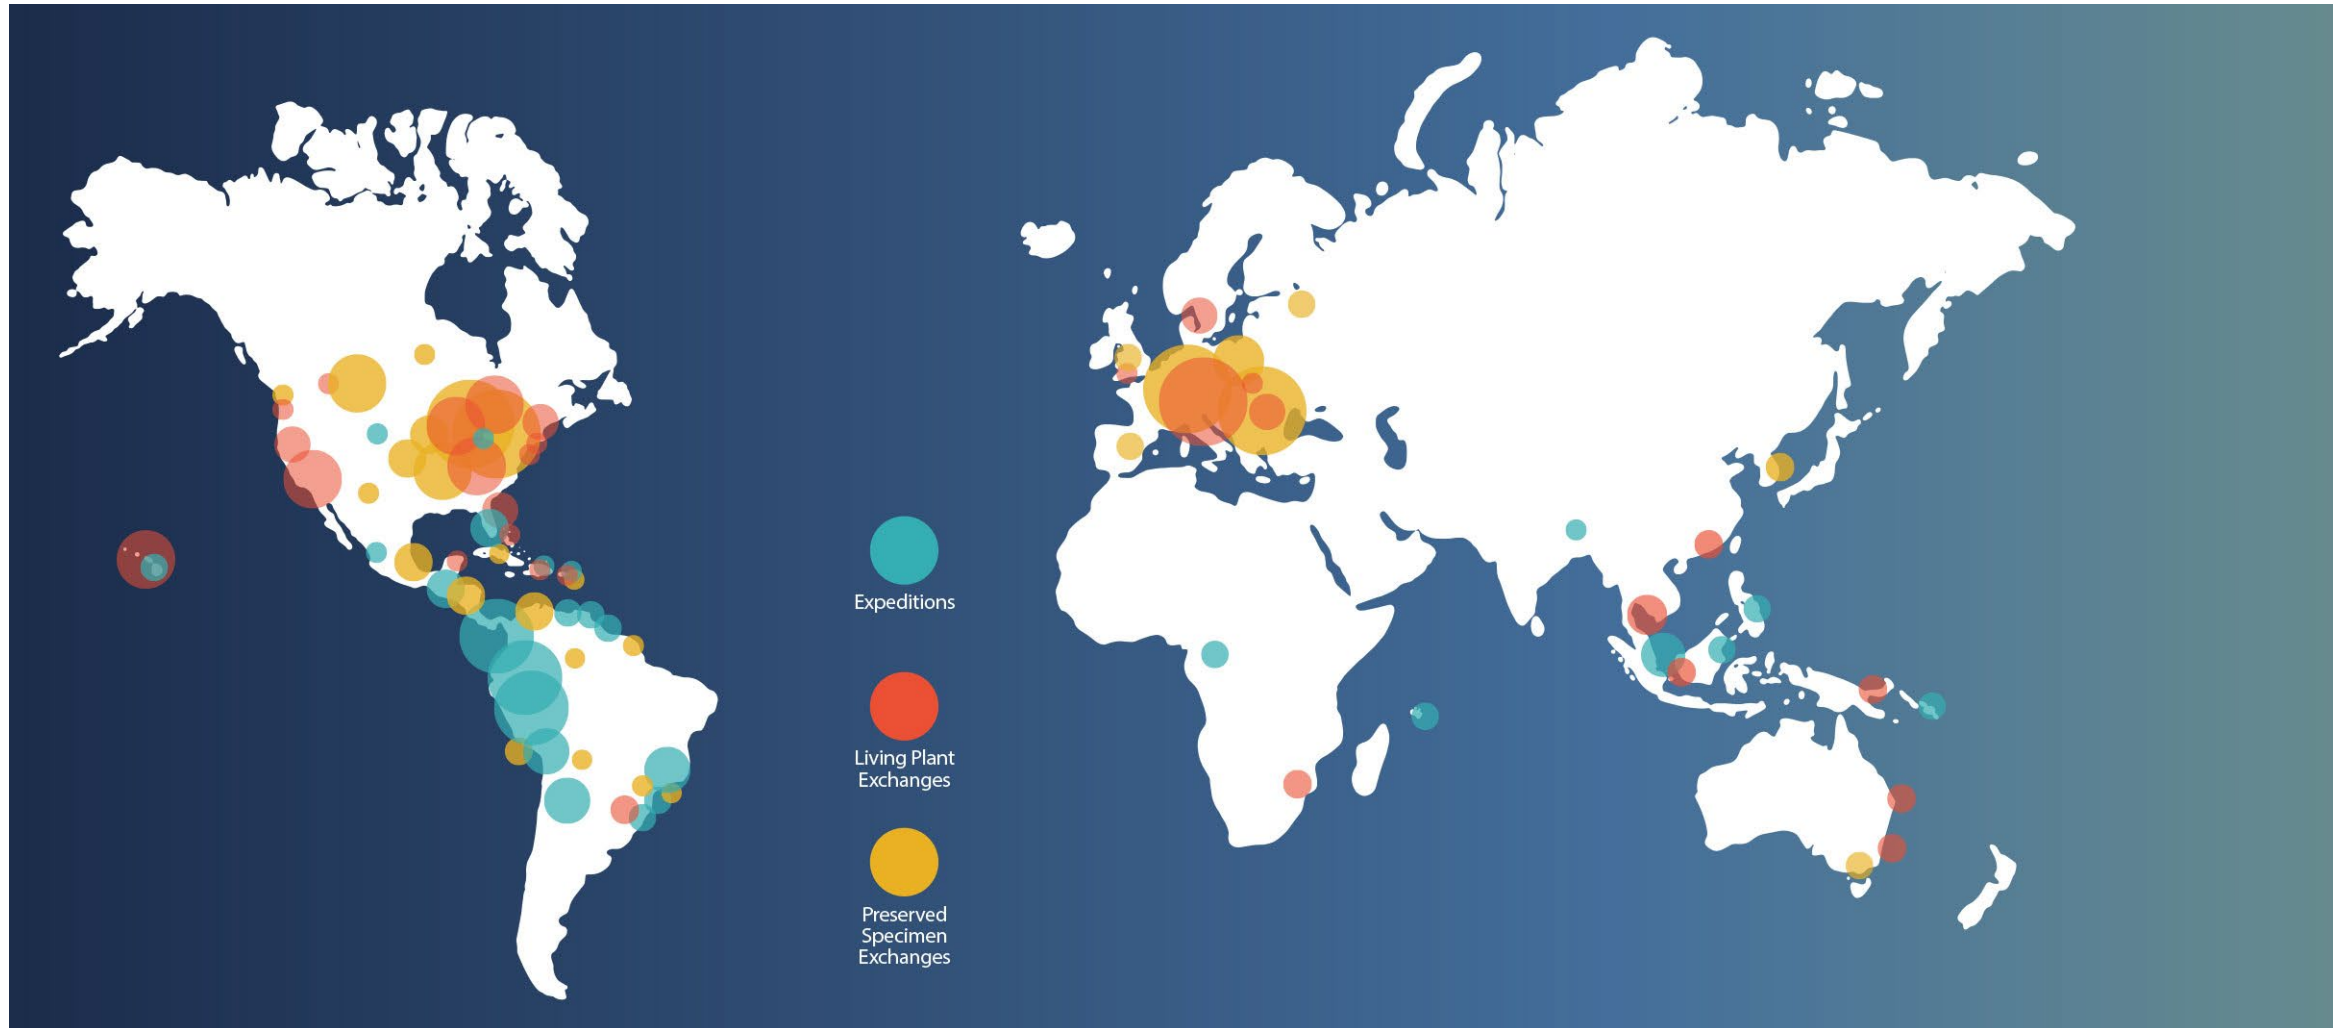 Expeditions
Living Plant
Exchanges
Preserved
Specimen
Exchanges